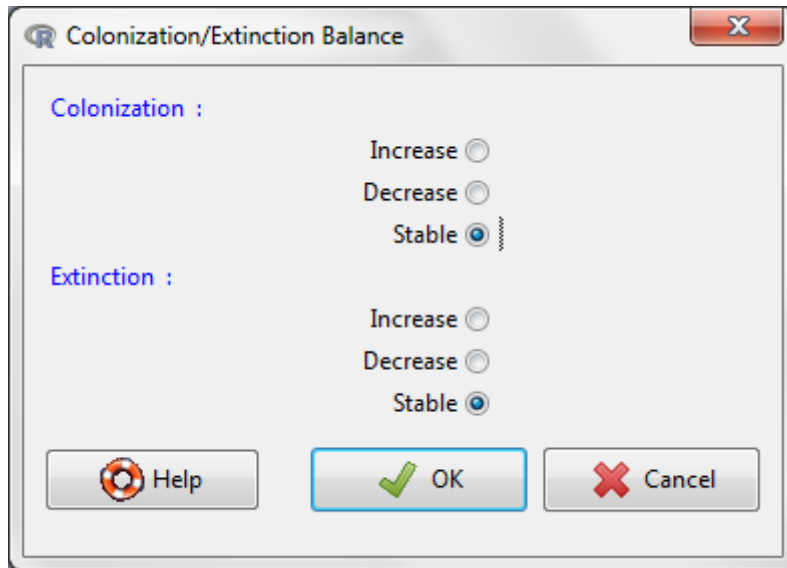 Colonization/Extinction Balance
Colonization :
Increase
Decrease
Stable
Extinction :
Increase
Decrease
Stable
Help OK Cancel